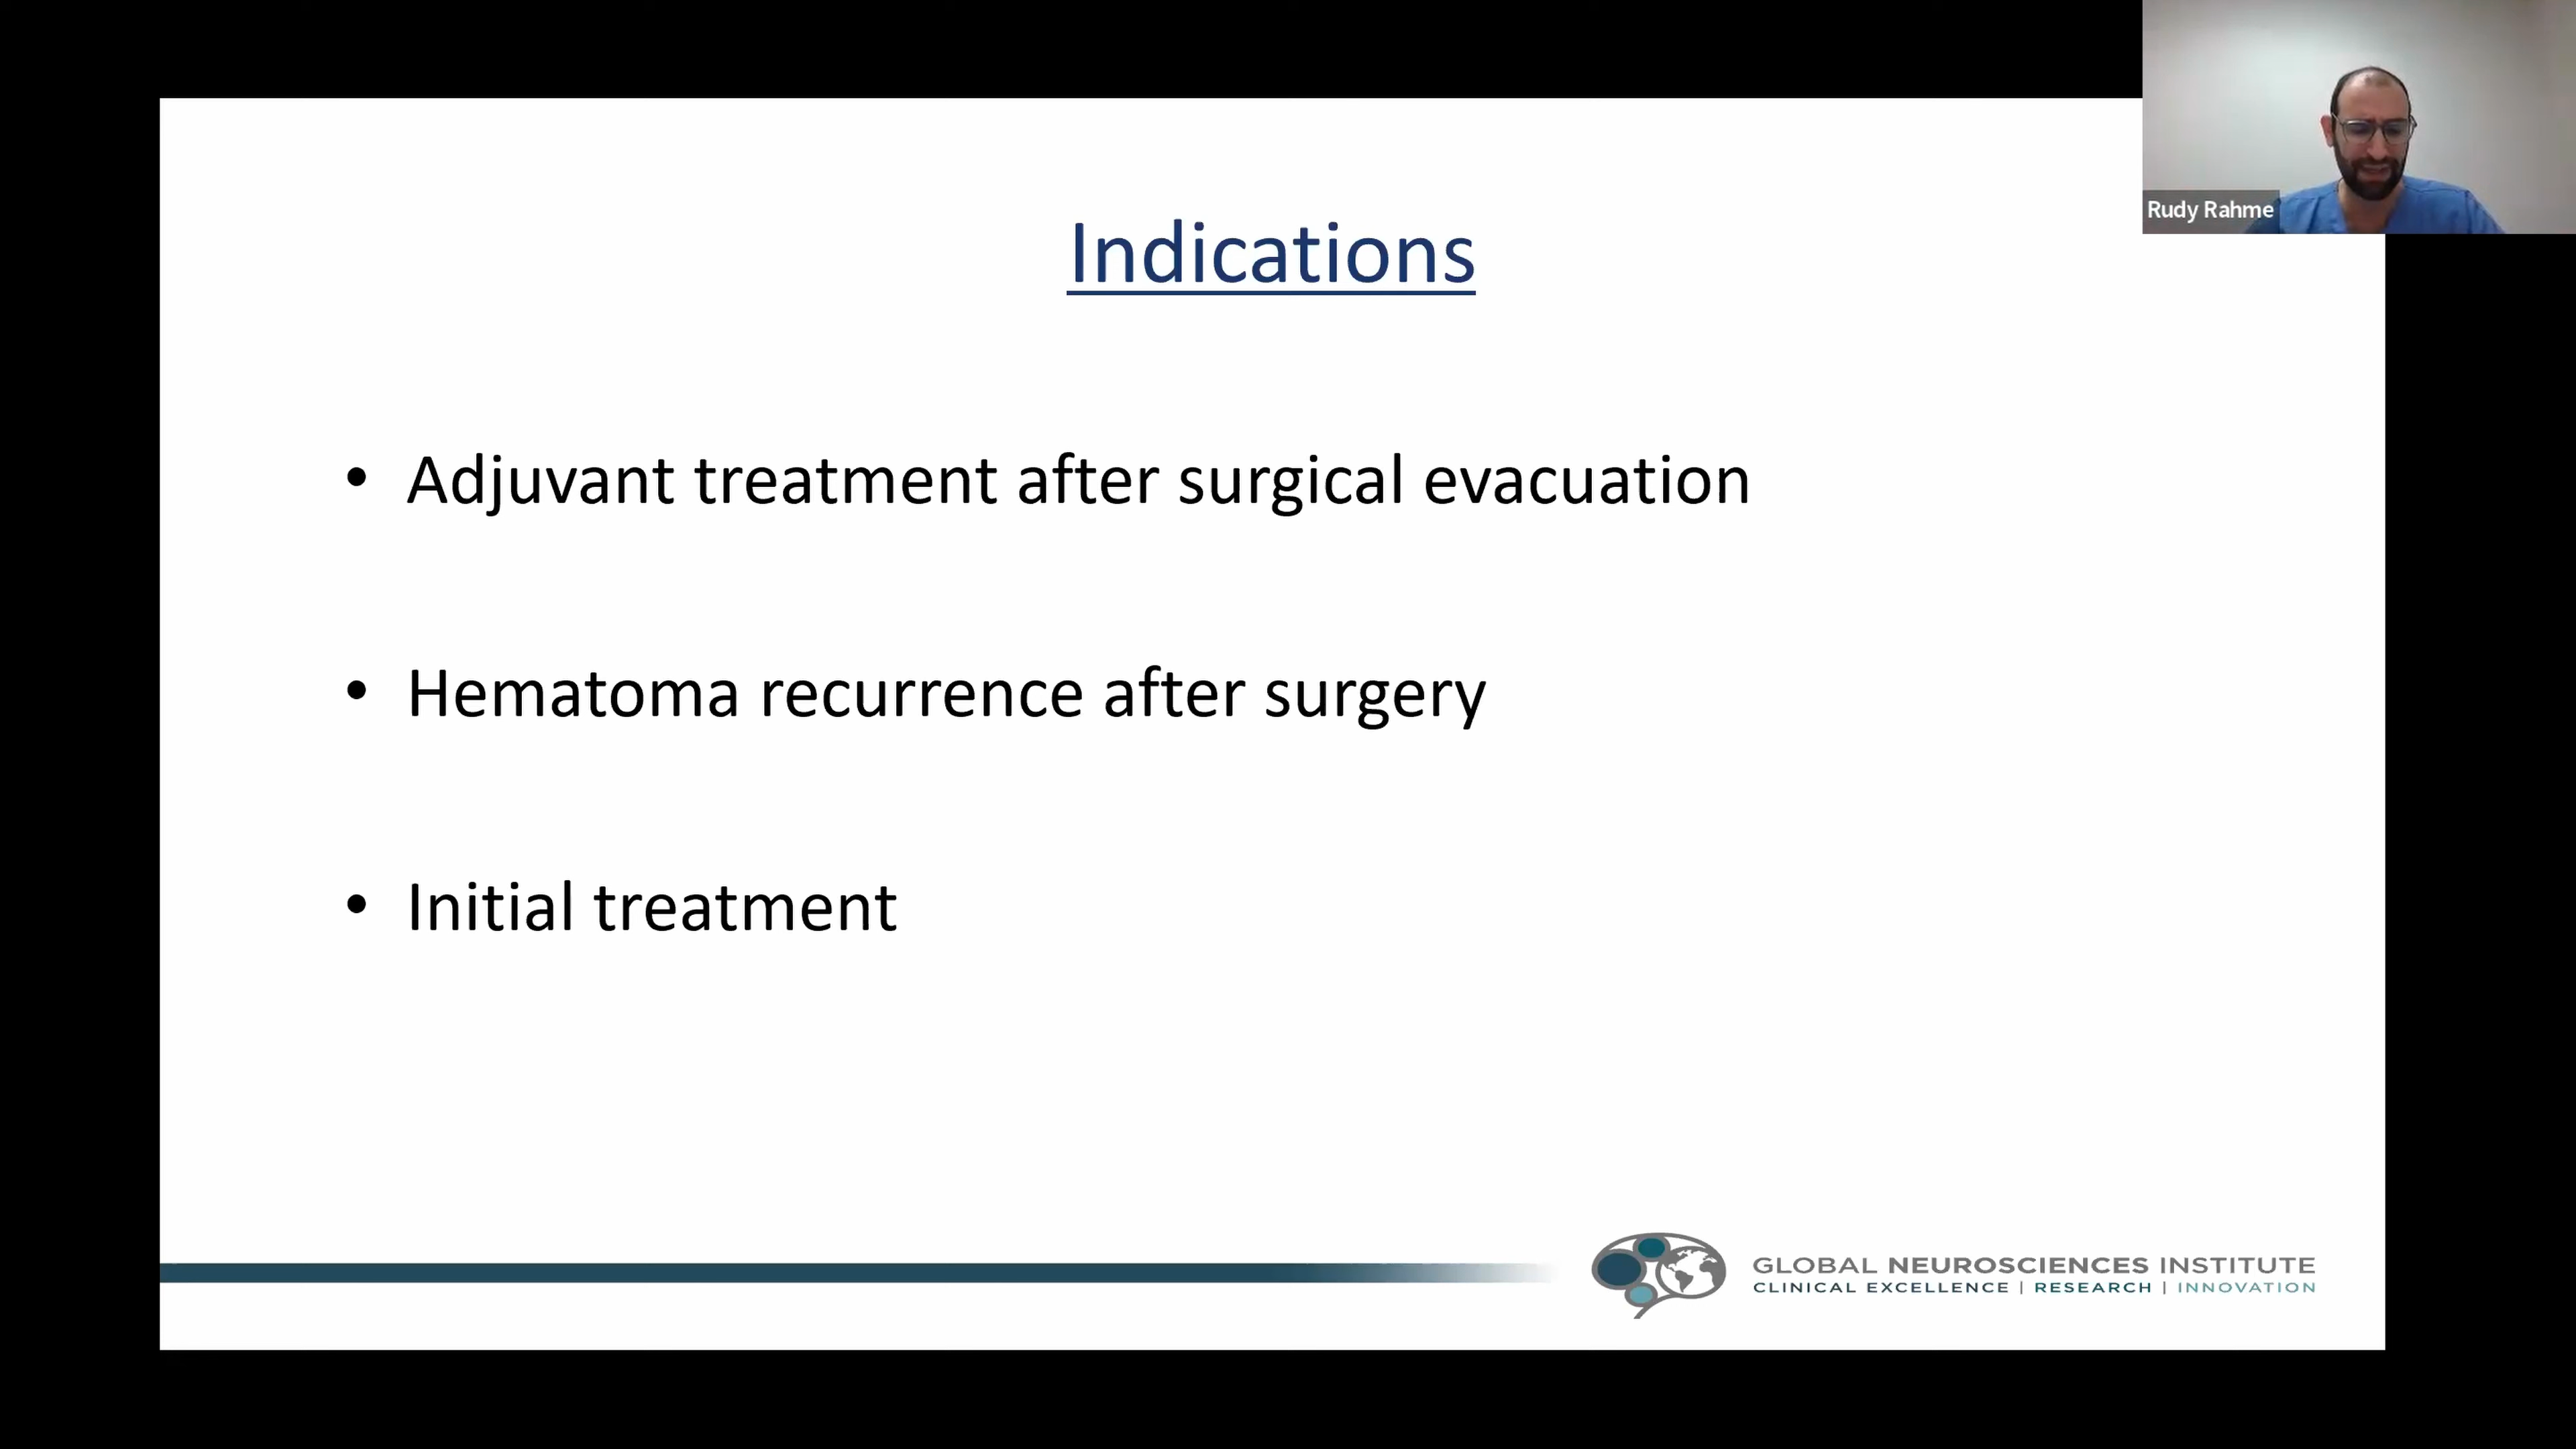 Rudy Rahme
Indications
• Adjuvant treatment after surgical evacuation
• Hematoma recurrence after surgery
• Initial treatment
GLOBAL NEUROSCIENCES INSTITUTE
CLINICAL EXCELLENCE | RESEARCH | INNOVATION